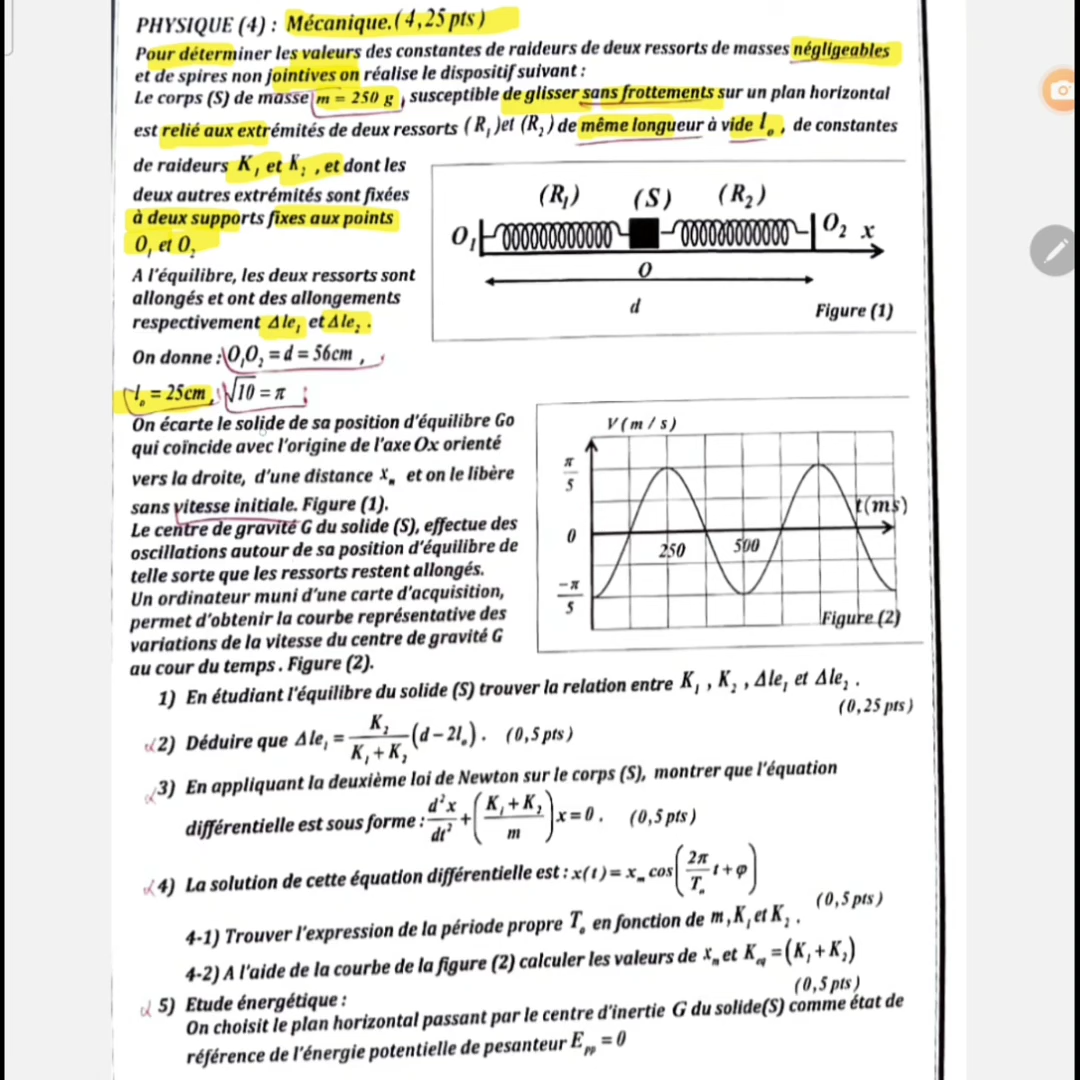 PHYSIQUE (4) : Mécanique.(4,25 pts)
Pour déterminer les valeurs des constantes de raideurs de deux ressorts de masses négligeables
et de spires non jointives on réalise le dispositif suivant :
Le corps (S) de masse m = 250 g , susceptible de glisser sans frottements sur un plan horizontal
est relié aux extrémités de deux ressorts (R₁)et (R₂) de même longueur à vide l₀ , de constantes
de raideurs K₁ et K₂ , et dont les
deux autres extrémités sont fixées
à deux supports fixes aux points
O₁ et O₂
A l'équilibre, les deux ressorts sont
allongés et ont des allongements
respectivement Δle₁ et Δle₂ .
On donne : O₁O₂ = d = 56cm ,
l₀ = 25cm , √10 = π ;
(R₁) (S) (R₂)
O₁ O₂ x
O
d
Figure (1)
On écarte le solide de sa position d'équilibre Go
qui coïncide avec l'origine de l'axe Ox orienté
vers la droite, d'une distance xₘ et on le libère
sans vitesse initiale. Figure (1).
Le centre de gravité G du solide (S), effectue des
oscillations autour de sa position d'équilibre de
telle sorte que les ressorts restent allongés.
Un ordinateur muni d'une carte d'acquisition,
permet d'obtenir la courbe représentative des
variations de la vitesse du centre de gravité G
au cour du temps . Figure (2).
V(m/s)
π/5
t(ms)
0
250 500
-π/5
Figure (2)
1) En étudiant l'équilibre du solide (S) trouver la relation entre K₁ , K₂ , Δle₁ et Δle₂ .
(0,25 pts)
2) Déduire que Δle₁ = K₂/(K₁+K₂) (d-2l₀) . (0,5 pts)
3) En appliquant la deuxième loi de Newton sur le corps (S), montrer que l'équation
différentielle est sous forme : d²x/dt² + ((K₁+K₂)/m) x = 0 . (0,5 pts)
4) La solution de cette équation différentielle est : x(t) = xₘ cos(2π/T₀ t + φ)
(0,5 pts)
4-1) Trouver l'expression de la période propre T₀ en fonction de m, K₁ et K₂ .
4-2) A l'aide de la courbe de la figure (2) calculer les valeurs de xₘ et K_eq = (K₁ + K₂)
(0,5 pts)
5) Etude énergétique :
On choisit le plan horizontal passant par le centre d'inertie G du solide(S) comme état de
référence de l'énergie potentielle de pesanteur E_pp = 0